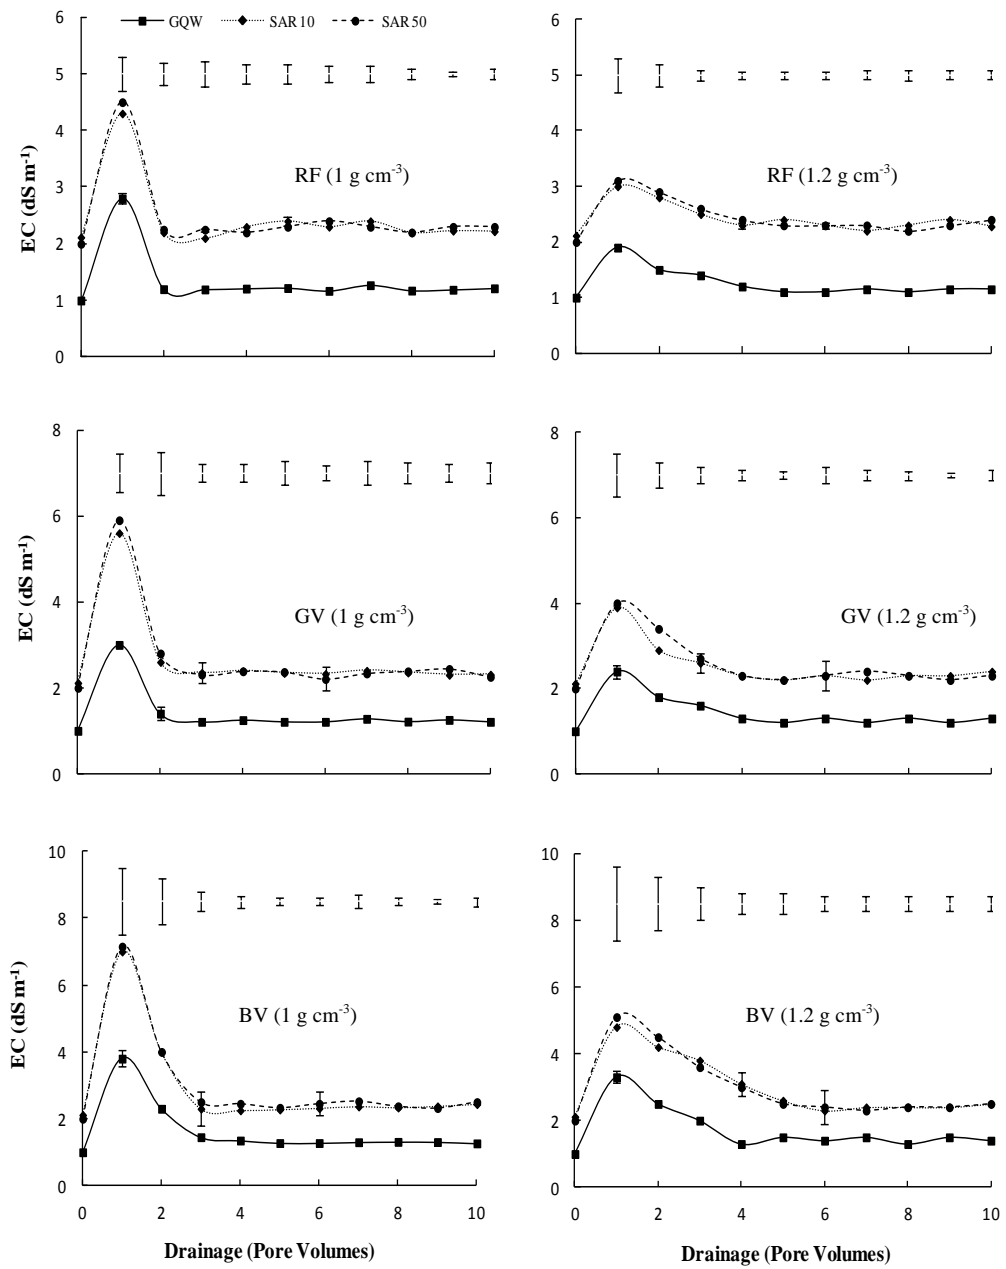 GQW SAR 10 SAR 50
6
5
4
3
2
1
0
EC (dS m-1)
RF (1 g cm-3)
6
5
4
3
2
1
0
RF (1.2 g cm-3)
8
6
4
2
0
EC (dS m-1)
GV (1 g cm-3)
8
6
4
2
0
GV (1.2 g cm-3)
10
8
6
4
2
0
EC (dS m-1)
BV (1 g cm-3)
0 2 4 6 8 10
Drainage (Pore Volumes)
10
8
6
4
2
0
BV (1.2 g cm-3)
0 2 4 6 8 10
Drainage (Pore Volumes)